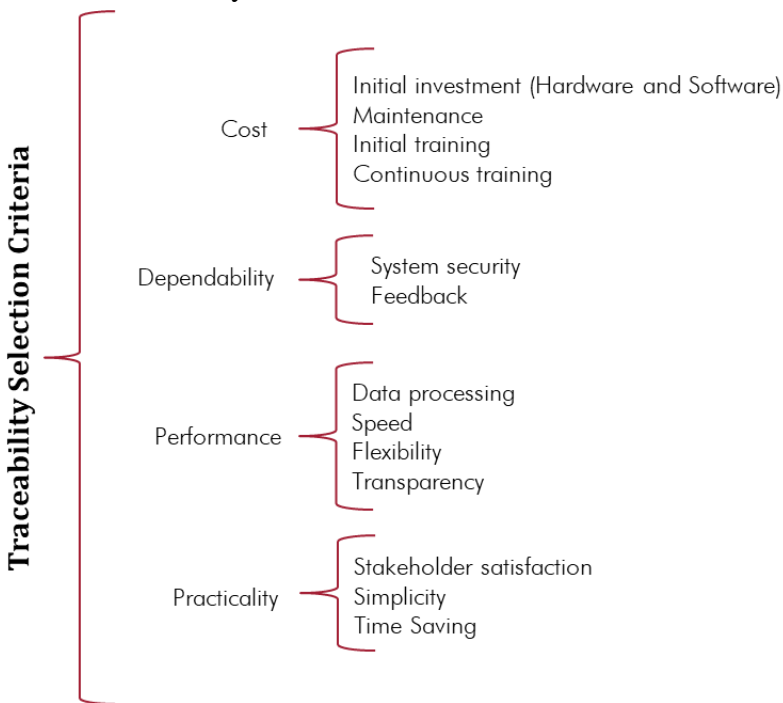 Traceability Selection Criteria
Cost
Initial investment (Hardware and Software)
Maintenance
Initial training
Continuous training
Dependability
System security
Feedback
Performance
Data processing
Speed
Flexibility
Transparency
Practicality
Stakeholder satisfaction
Simplicity
Time Saving